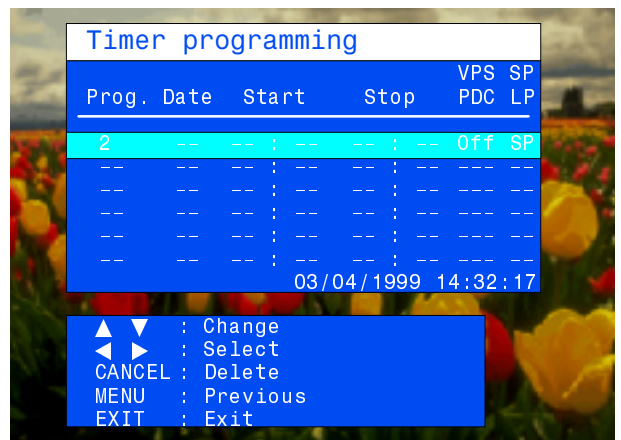 Timer programming
VPS SP
Prog. Date Start Stop PDC LP
2 -- -- : -- -- : -- Off SP
-- -- -- : -- -- : -- --- --
-- -- -- : -- -- : -- --- --
-- -- -- : -- -- : -- --- --
-- -- -- : -- -- : -- --- --
-- -- -- : -- -- : -- --- --
03/04/1999 14:32:17
▲ ▼ : Change
◀ ▶ : Select
CANCEL : Delete
MENU : Previous
EXIT : Exit